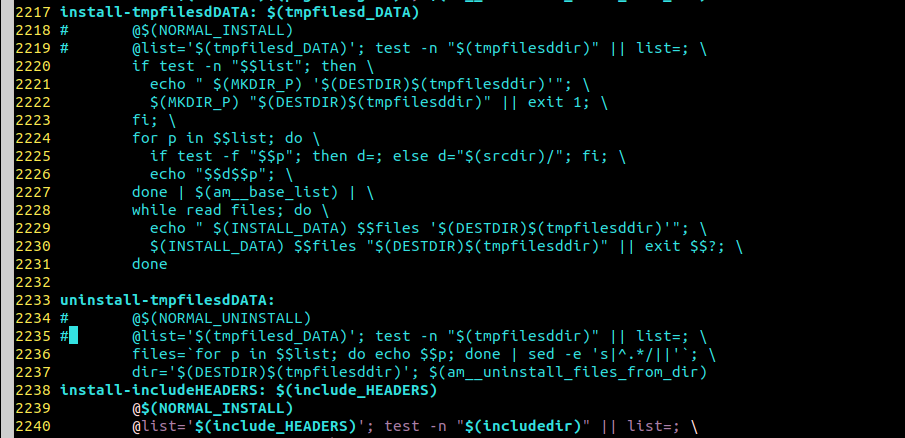 2217 install-tmpfilesdDATA: $(tmpfilesd_DATA)
2218 #       @$(NORMAL_INSTALL)
2219 #       @list='$(tmpfilesd_DATA)'; test -n "$(tmpfilesddir)" || list=; \
2220         if test -n "$$list"; then \
2221           echo " $(MKDIR_P) '$(DESTDIR)$(tmpfilesddir)'"; \
2222           $(MKDIR_P) "$(DESTDIR)$(tmpfilesddir)" || exit 1; \
2223         fi; \
2224         for p in $$list; do \
2225           if test -f "$$p"; then d=; else d="$(srcdir)/"; fi; \
2226           echo "$$d$$p"; \
2227         done | $(am__base_list) | \
2228         while read files; do \
2229           echo " $(INSTALL_DATA) $$files '$(DESTDIR)$(tmpfilesddir)'"; \
2230           $(INSTALL_DATA) $$files "$(DESTDIR)$(tmpfilesddir)" || exit $$?; \
2231         done
2232
2233 uninstall-tmpfilesdDATA:
2234 #       @$(NORMAL_UNINSTALL)
2235 #       @list='$(tmpfilesd_DATA)'; test -n "$(tmpfilesddir)" || list=; \
2236         files=`for p in $$list; do echo $$p; done | sed -e 's|^.*/||'`; \
2237         dir='$(DESTDIR)$(tmpfilesddir)'; $(am__uninstall_files_from_dir)
2238 install-includeHEADERS: $(include_HEADERS)
2239         @$(NORMAL_INSTALL)
2240         @list='$(include_HEADERS)'; test -n "$(includedir)" || list=; \